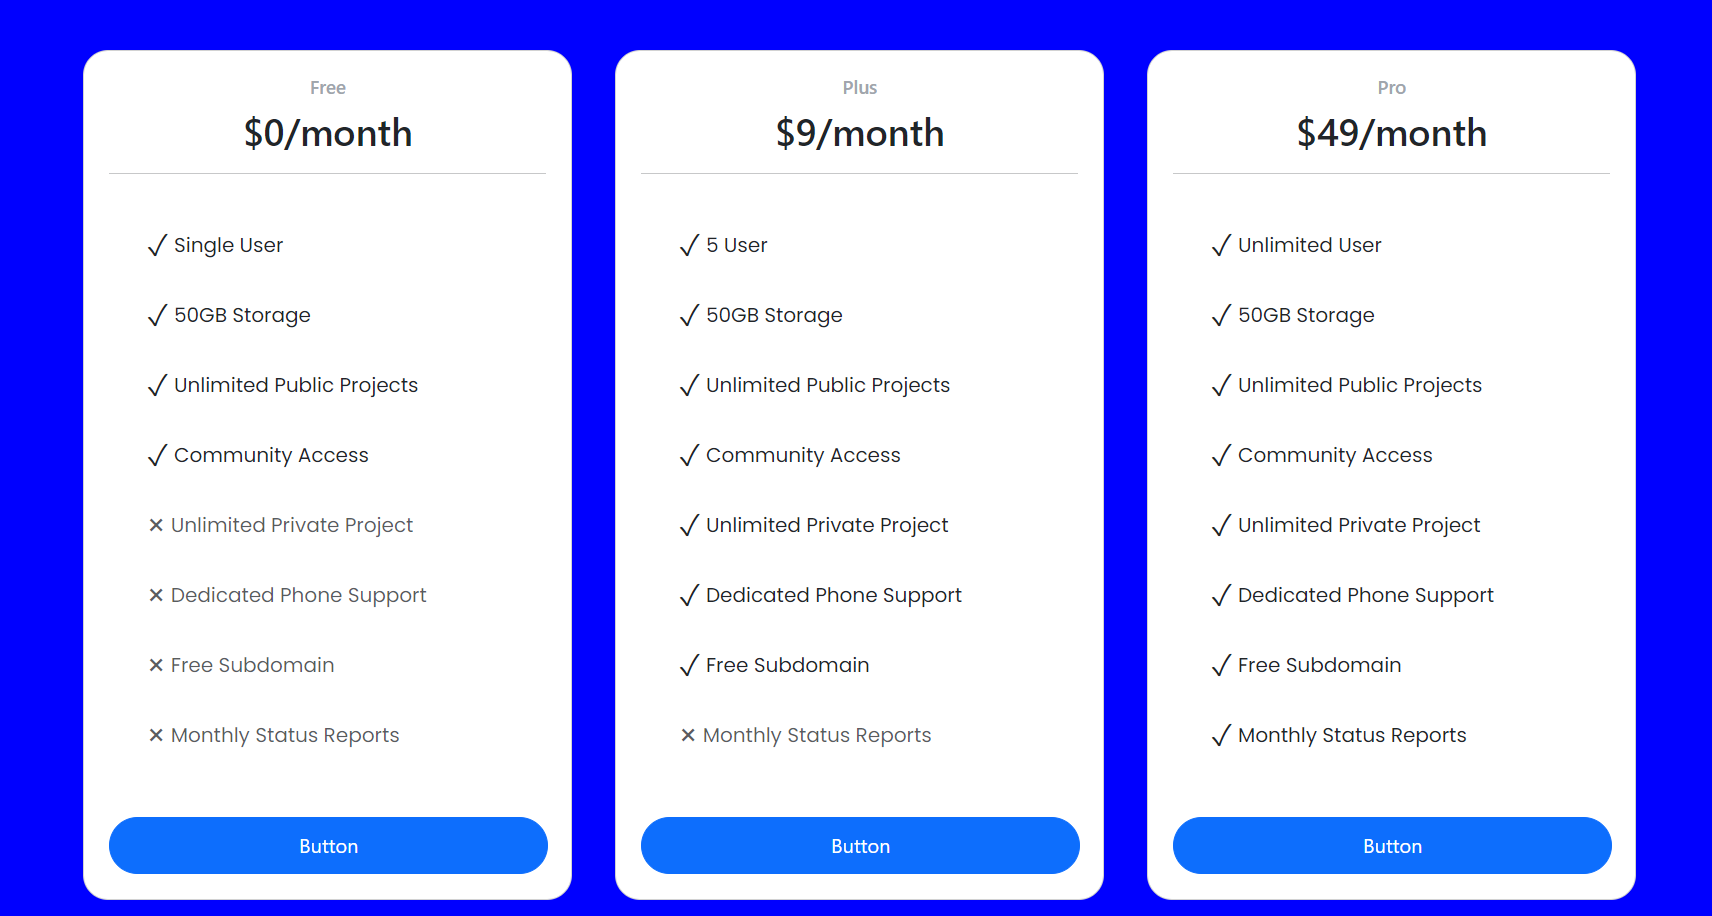 Free
$0/month
✓ Single User
✓ 50GB Storage
✓ Unlimited Public Projects
✓ Community Access
✕ Unlimited Private Project
✕ Dedicated Phone Support
✕ Free Subdomain
✕ Monthly Status Reports
Button
Plus
$9/month
✓ 5 User
✓ 50GB Storage
✓ Unlimited Public Projects
✓ Community Access
✓ Unlimited Private Project
✓ Dedicated Phone Support
✓ Free Subdomain
✕ Monthly Status Reports
Button
Pro
$49/month
✓ Unlimited User
✓ 50GB Storage
✓ Unlimited Public Projects
✓ Community Access
✓ Unlimited Private Project
✓ Dedicated Phone Support
✓ Free Subdomain
✓ Monthly Status Reports
Button